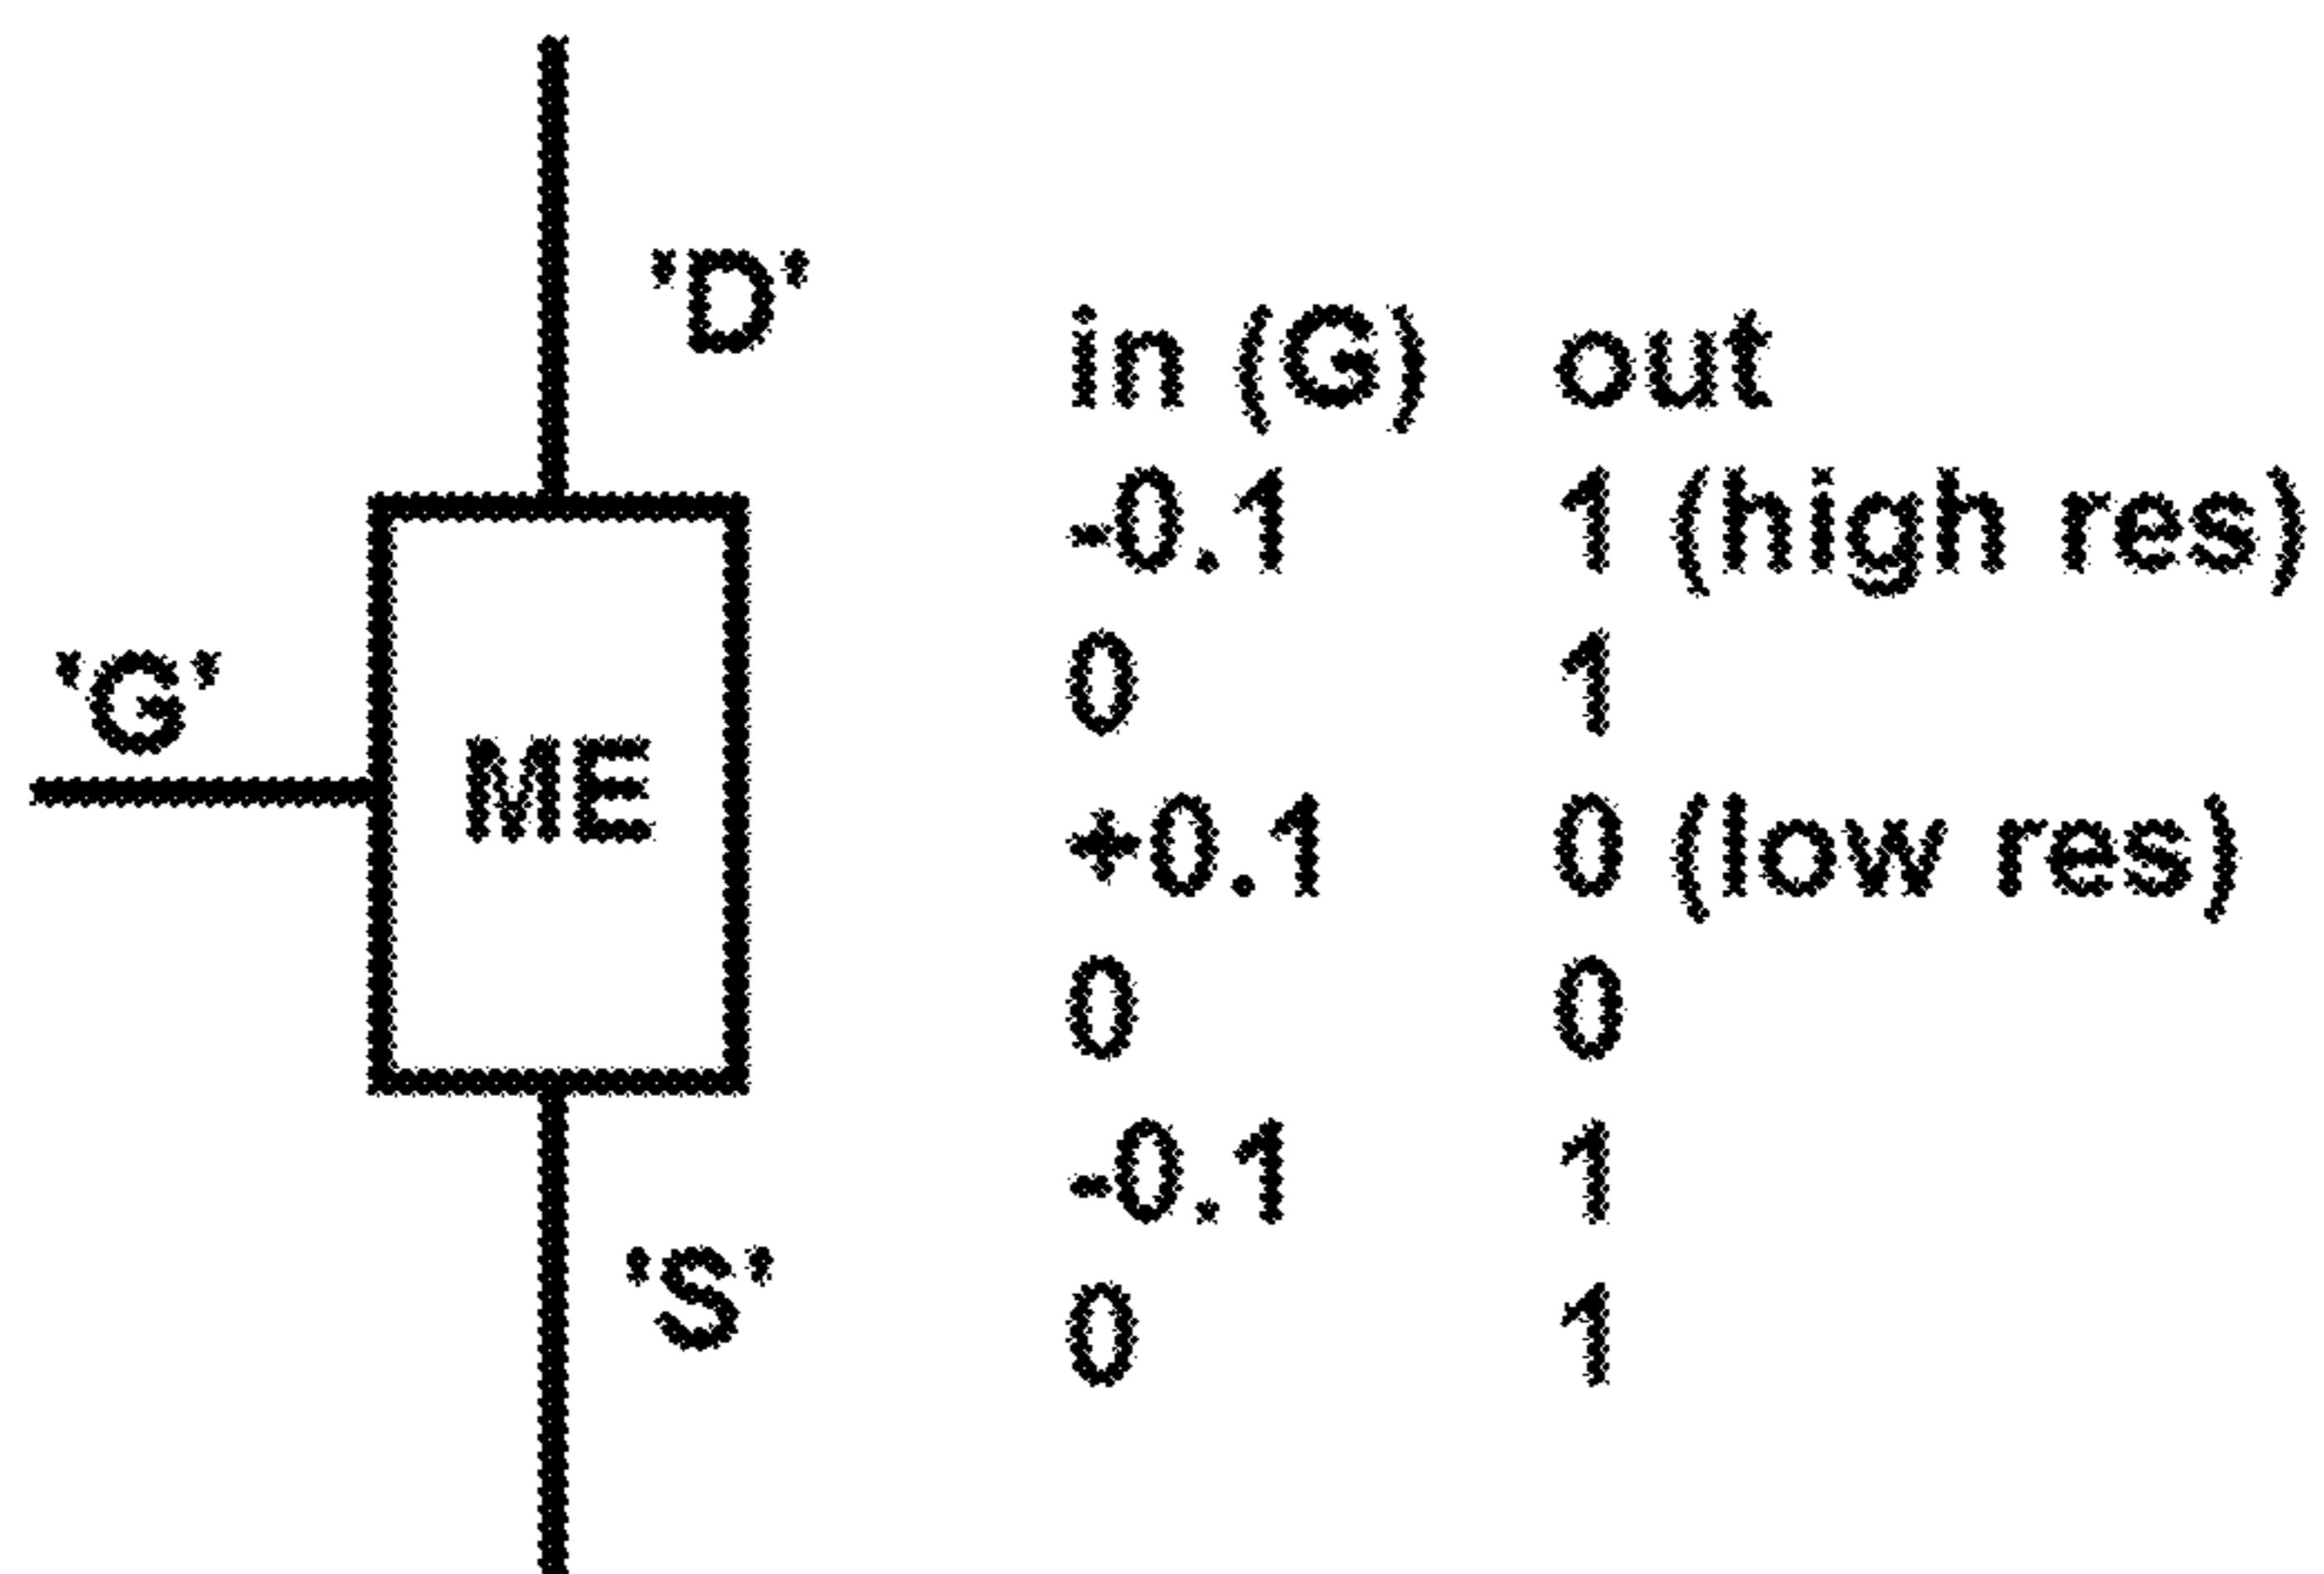 'D'
'G'
ME
'S'
in (G) out
-0.1 1 (high res)
0 1
+0.1 0 (low res)
0 0
-0.1 1
0 1